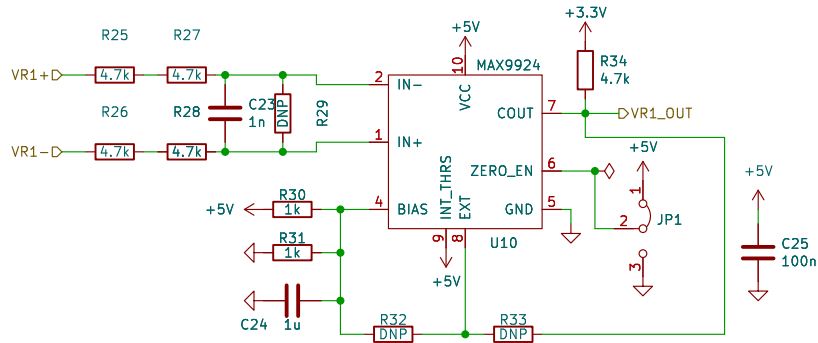 +3.3V
R25 R27 +5V
VR1+ 4.7k 4.7k 2 IN- 10 VCC MAX9924 R34 4.7k
R26 R28 C23 1n DNP R29 COUT 7 VR1_OUT
VR1- 4.7k 4.7k 1 IN+ +5V
INT_THRS EXT ZERO_EN 6 1 +5V
R30
+5V 1k 4 BIAS GND 5 2 JP1
R31
1k 9 8 U10 C25
+5V 3 100n
C24 1u R32 R33
DNP DNP